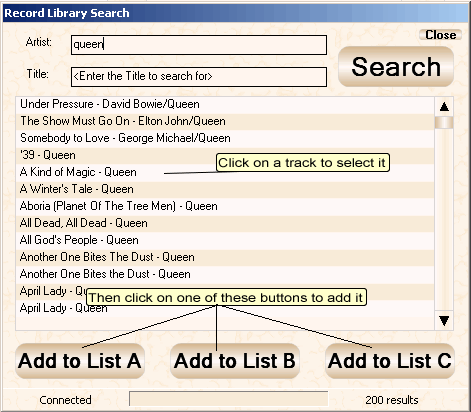 Record Library Search
Close
Artist:
queen
Title:
<Enter the Title to search for>
Search
Under Pressure - David Bowie/Queen
The Show Must Go On - Elton John/Queen
Somebody to Love - George Michael/Queen
'39 - Queen
Click on a track to select it
A Kind of Magic - Queen
A Winter's Tale - Queen
Aboria (Planet Of The Tree Men) - Queen
All Dead, All Dead - Queen
All God's People - Queen
Another One Bites The Dust - Queen
Another One Bites the Dust - Queen
April Lady - Queen
Then click on one of these buttons to add it
April Lady - Queen
Add to List A
Add to List B
Add to List C
Connected
200 results